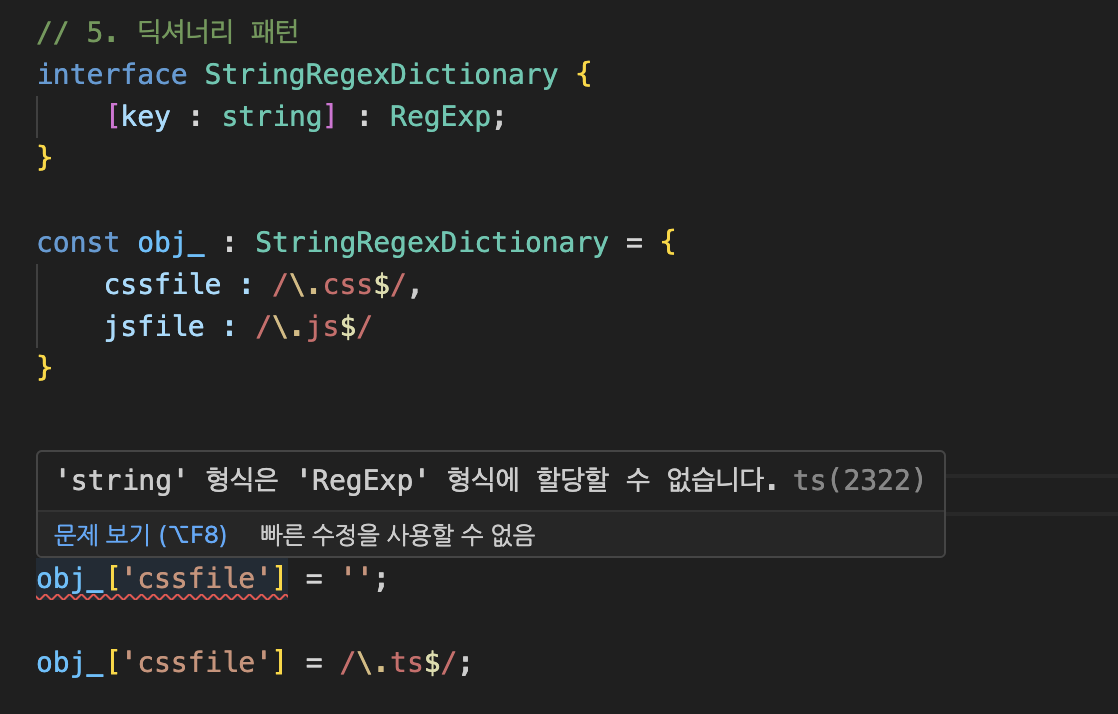 // 5. 딕셔너리 패턴
interface StringRegexDictionary {
    [key : string] : RegExp;
}
const obj_ : StringRegexDictionary = {
    cssfile : /\.css$/,
    jsfile : /\.js$/
}
'string' 형식은 'RegExp' 형식에 할당할 수 없습니다. ts(2322)
문제 보기 (⌥F8) 빠른 수정을 사용할 수 없음
obj_['cssfile'] = '';
obj_['cssfile'] = /\.ts$/;